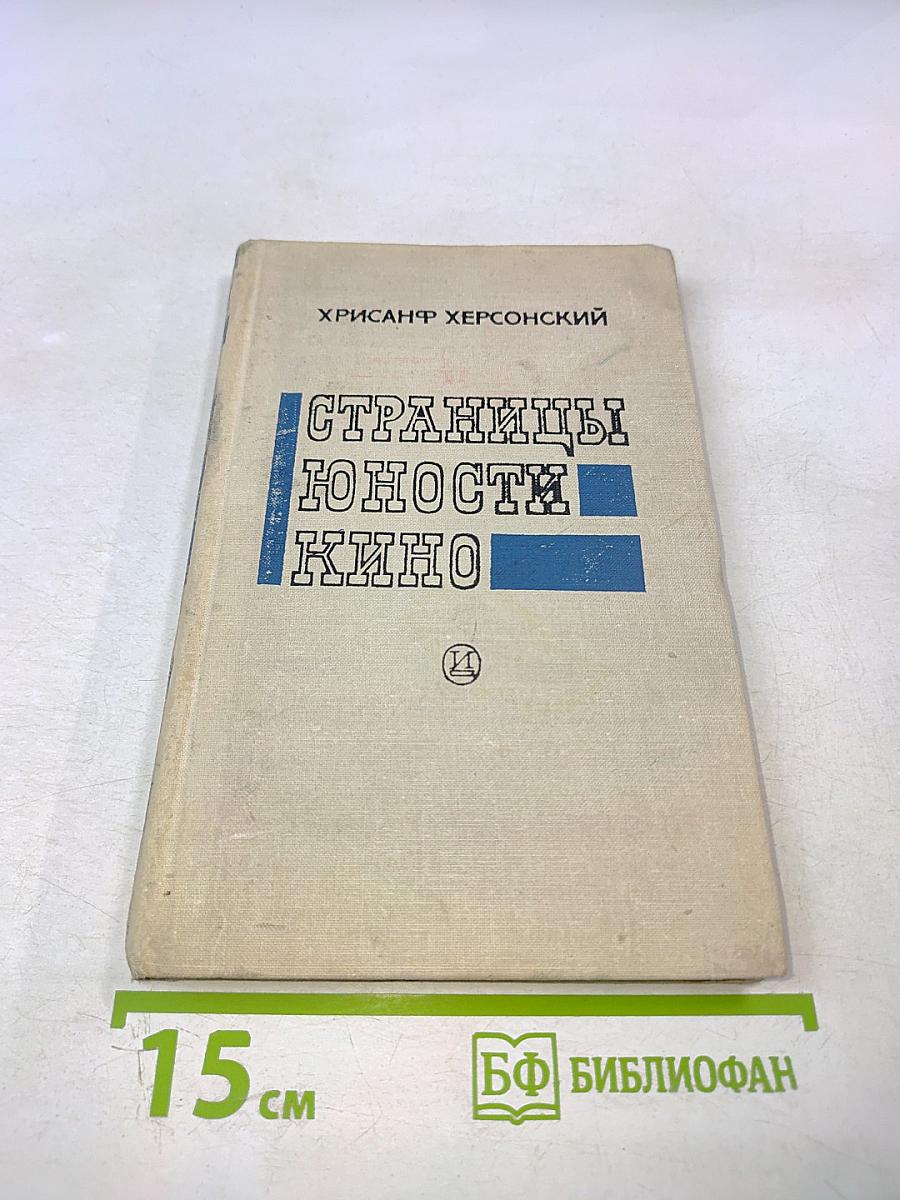 ХРИСАНФ ХЕРСОНСКИЙ
СТРАНИЦЫ
ЮНОСТИ
КИНО
И
15 см
БФ БИБЛИОФАН